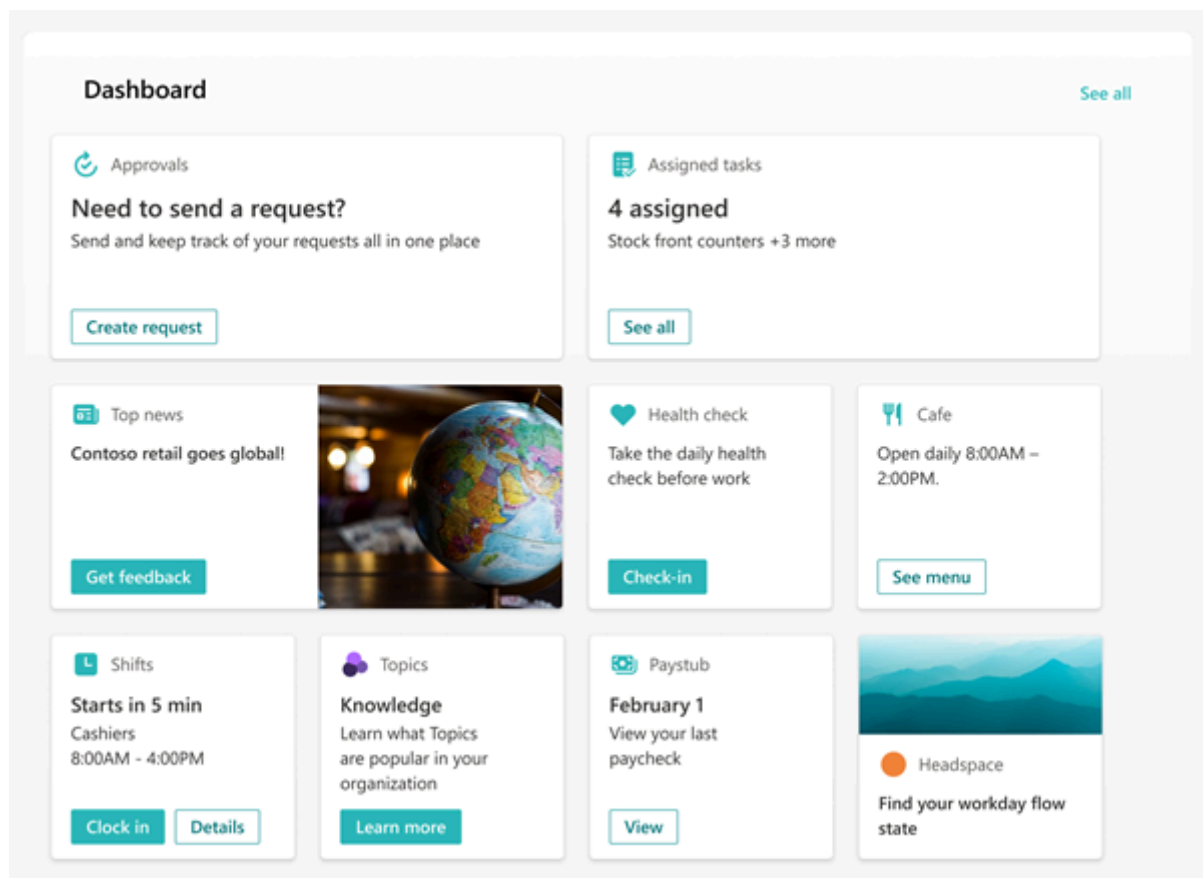 Dashboard
See all
Approvals
Need to send a request?
Send and keep track of your requests all in one place
Create request
Assigned tasks
4 assigned
Stock front counters +3 more
See all
Top news
Contoso retail goes global!
Get feedback
Health check
Take the daily health
check before work
Check-in
Cafe
Open daily 8:00AM –
2:00PM.
See menu
Shifts
Starts in 5 min
Cashiers
8:00AM - 4:00PM
Clock in
Details
Topics
Knowledge
Learn what Topics
are popular in your
organization
Learn more
Paystub
February 1
View your last
paycheck
View
Headspace
Find your workday flow
state